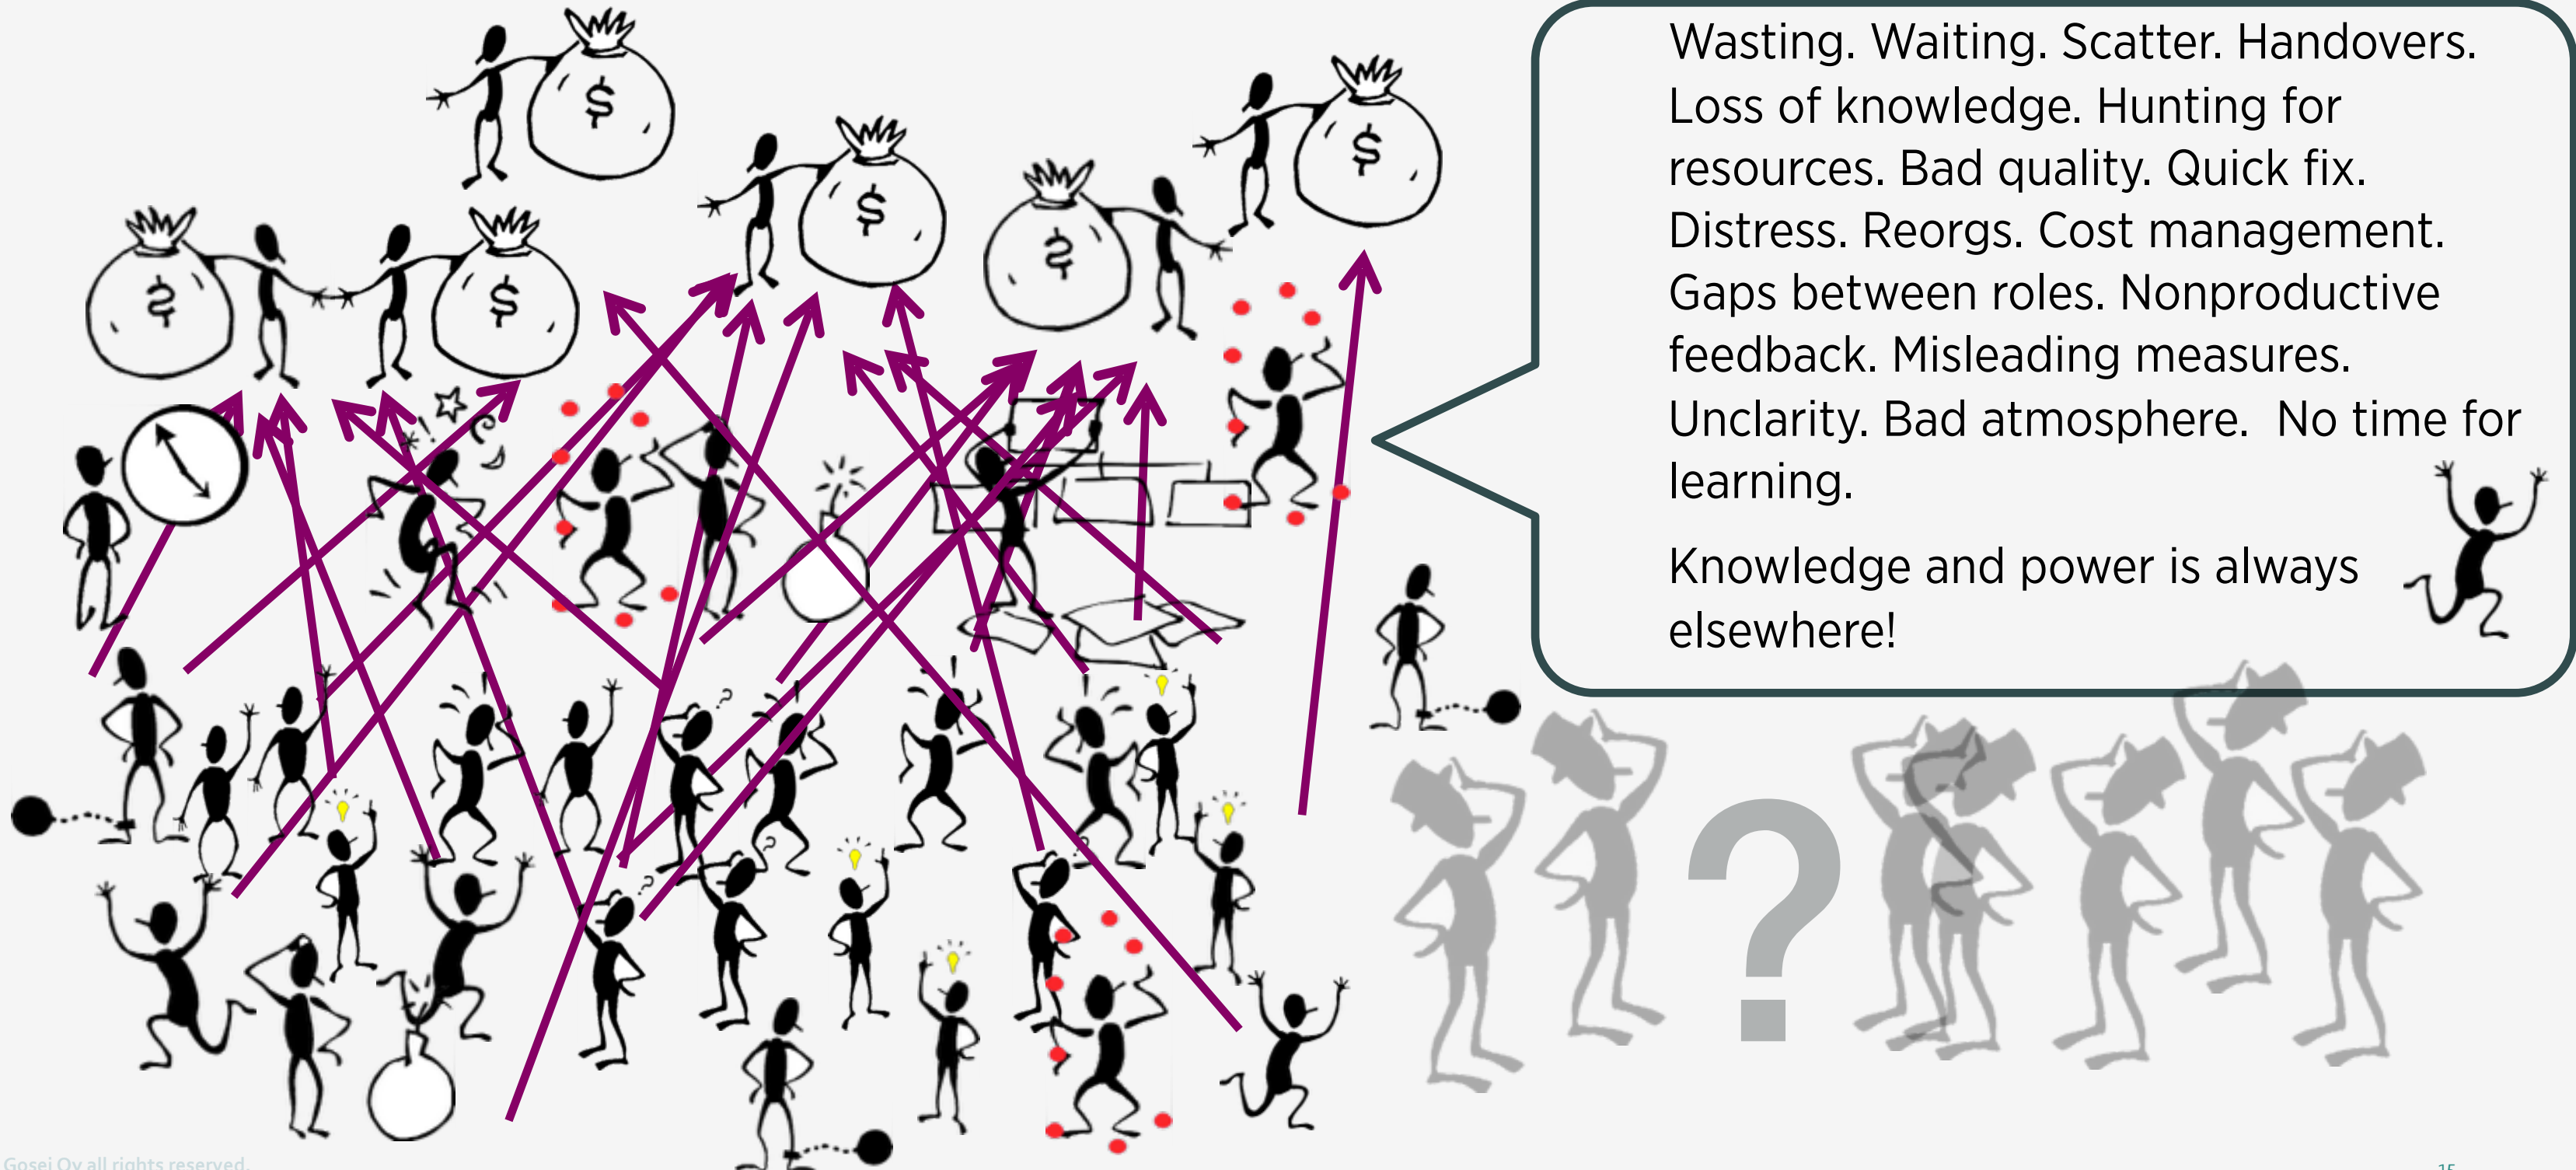 Wasting. Waiting. Scatter. Handovers.
Loss of knowledge. Hunting for
resources. Bad quality. Quick fix.
Distress. Reorgs. Cost management.
Gaps between roles. Nonproductive
feedback. Misleading measures.
Unclarity. Bad atmosphere.  No time for
learning.
Knowledge and power is always
elsewhere!
$
$
$
$
$
$
?
?
?
?
?
Gosei Oy all rights reserved.
15